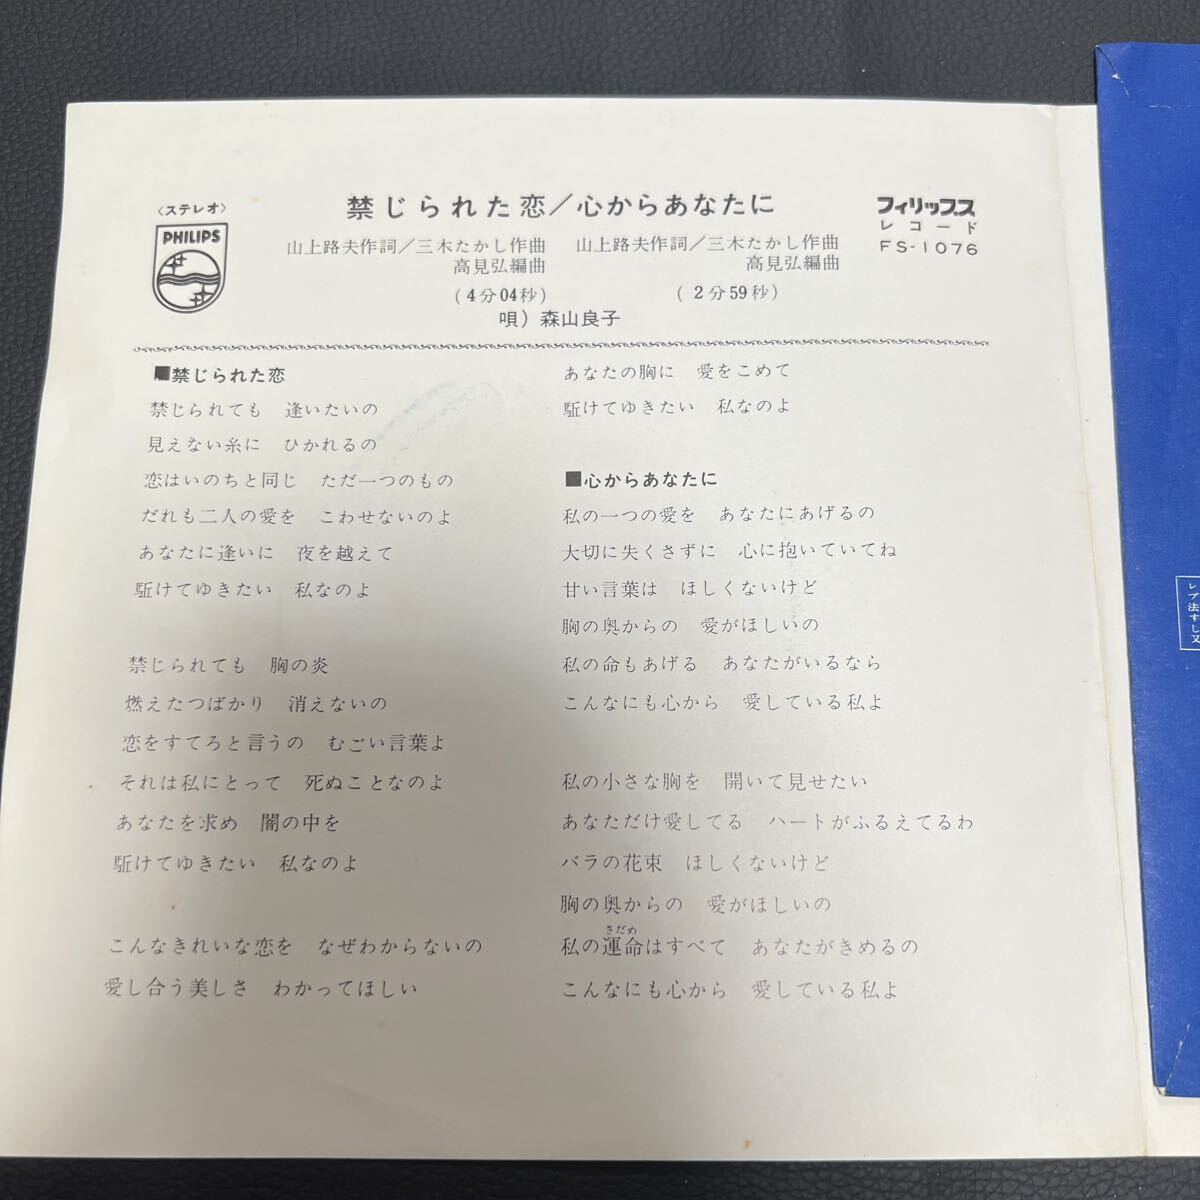 〈ステレオ〉
PHILIPS
禁じられた恋/心からあなたに
山上路夫作詞/三木たかし作曲
高見弘編曲
(4分04秒)
山上路夫作詞/三木たかし作曲
高見弘編曲
(2分59秒)
唄)森山良子
フィリップス
レコード
FS-1076
■禁じられた恋
禁じられても 逢いたいの
見えない糸に ひかれるの
恋はいのちと同じ ただ一つのもの
だれも二人の愛を こわせないのよ
あなたに逢いに 夜を越えて
駈けてゆきたい 私なのよ
禁じられても 胸の炎
燃えたつばかり 消えないの
恋をすてろと言うの むごい言葉よ
それは私にとって 死ぬことなのよ
あなたを求め 闇の中を
駈けてゆきたい 私なのよ
こんなきれいな恋を なぜわからないの
愛し合う美しさ わかってほしい
あなたの胸に 愛をこめて
駈けてゆきたい 私なのよ
■心からあなたに
私の一つの愛を あなたにあげるの
大切に失くさずに 心に抱いていてね
甘い言葉は ほしくないけど
胸の奥からの 愛がほしいの
私の命もあげる あなたがいるなら
こんなにも心から 愛している私よ
私の小さな胸を 開いて見せたい
あなただけ愛してる ハートがふるえてるわ
バラの花束 ほしくないけど
胸の奥からの 愛がほしいの
さだめ
私の運命はすべて あなたがきめるの
こんなにも心から 愛している私よ